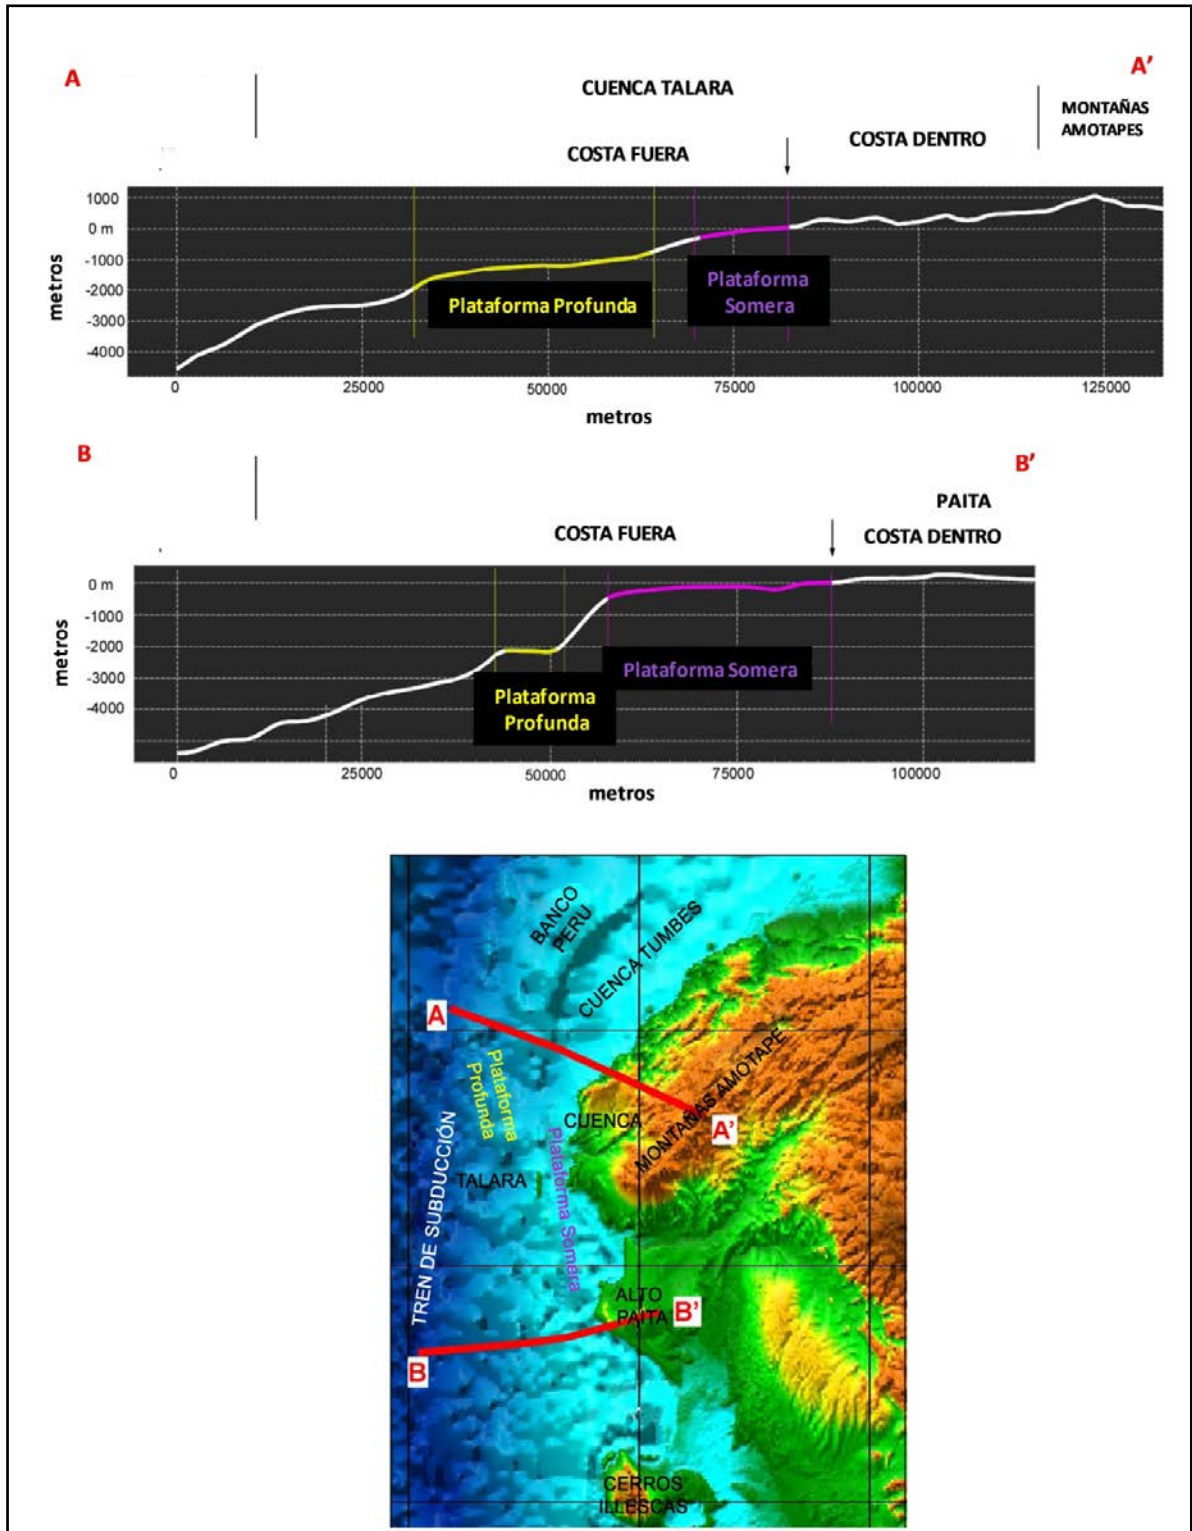 A
A'
CUENCA TALARA
MONTAÑAS
AMOTAPES
COSTA FUERA
COSTA DENTRO
1000
0 m
-1000
-2000
-3000
-4000
metros
Plataforma Profunda
Plataforma
Somera
0
25000
50000
75000
100000
125000
metros
B
B'
PAITA
COSTA FUERA
COSTA DENTRO
0 m
-1000
-2000
-3000
-4000
metros
Plataforma Somera
Plataforma
Profunda
0
25000
50000
75000
100000
metros
BANCO
PERU
CUENCA TUMBES
A
Plataforma
Profunda
MONTAÑAS AMOTAPE
CUENCA
A'
TREN DE SUBDUCCIÓN
TALARA
Plataforma Somera
ALTO
PAITA
B'
B
CERROS
ILLESCAS